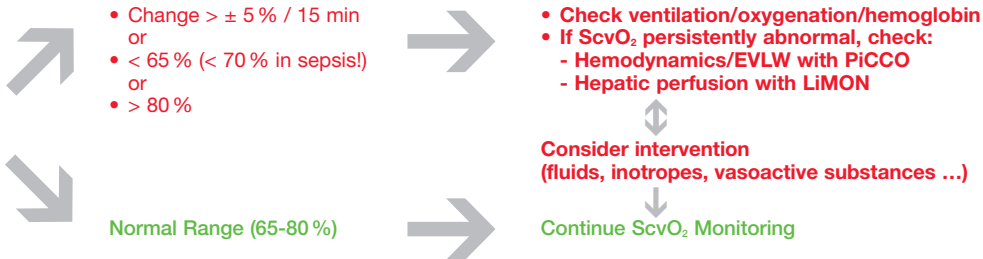 • Change > ± 5 % / 15 min
or
• < 65 % (< 70 % in sepsis!)
or
• > 80 %
• Check ventilation/oxygenation/hemoglobin
• If ScvO₂ persistently abnormal, check:
- Hemodynamics/EVLW with PiCCO
- Hepatic perfusion with LiMON
Consider intervention
(fluids, inotropes, vasoactive substances …)
Normal Range (65-80 %)
Continue ScvO₂ Monitoring